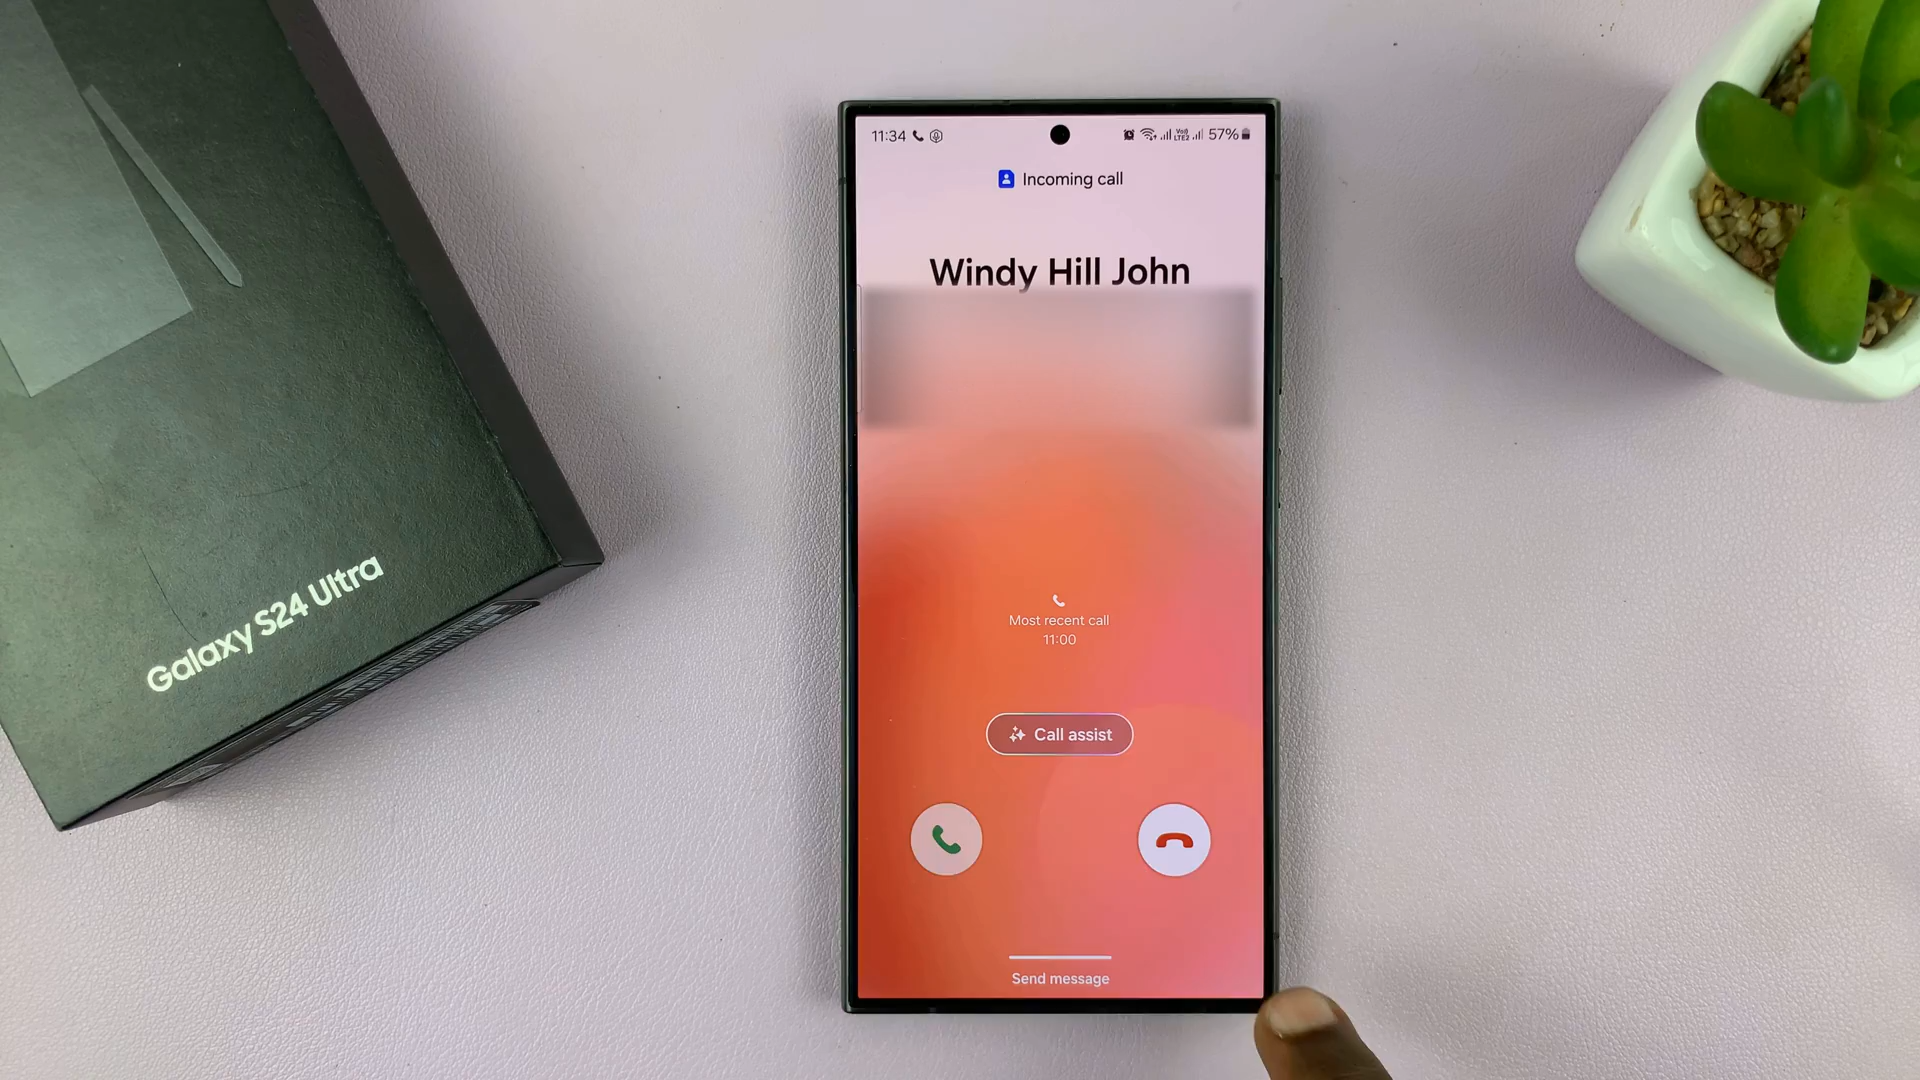 Galaxy S24 Ultra
11:34
57%
Incoming call
Windy Hill John
Most recent call
11:00
Call assist
Send message